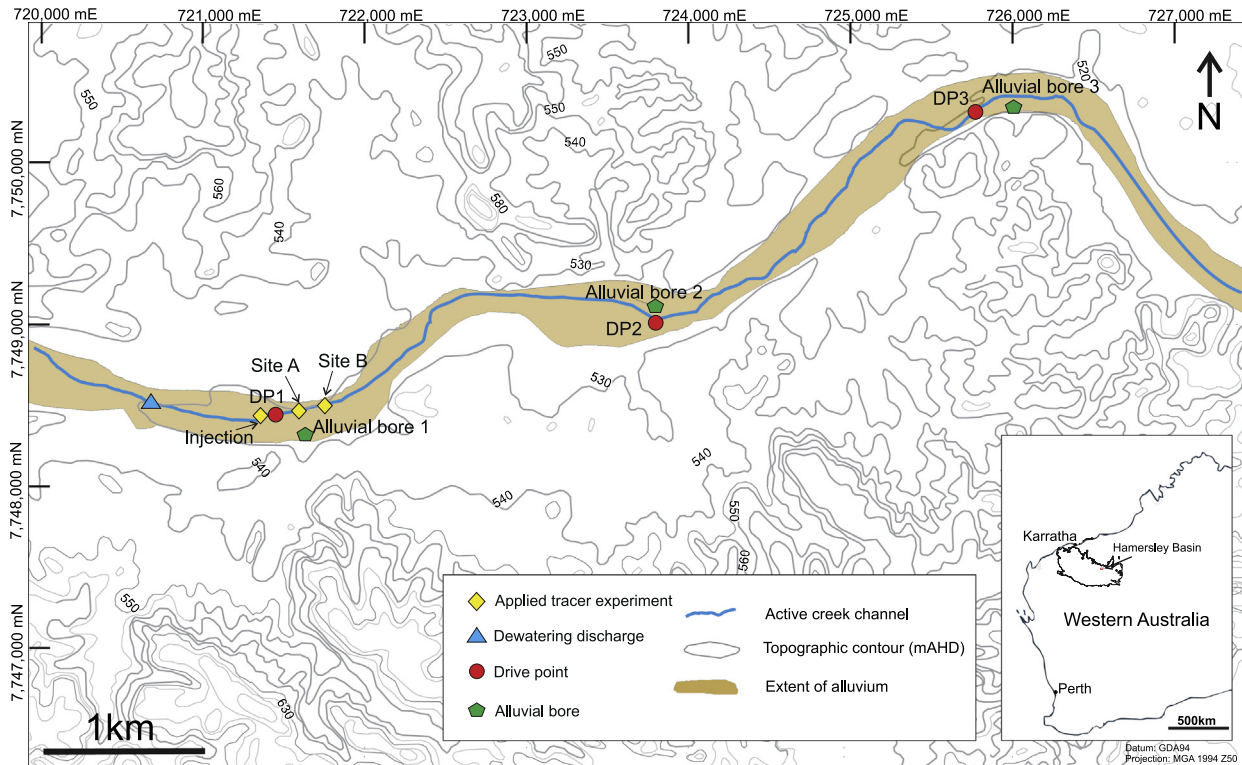 720,000 mE
721,000 mE
722,000 mE
723,000 mE
724,000 mE
725,000 mE
726,000 mE
727,000 mE
7,750,000 mN
7,749,000 mN
7,748,000 mN
7,747,000 mN
550
550
520
550
540
560
580
540
530
530
540
540
540
550
565
550
630
N
DP3
Alluvial bore 3
Alluvial bore 2
DP2
Site A
Site B
DP1
Injection
Alluvial bore 1
1km
Applied tracer experiment
Dewatering discharge
Drive point
Alluvial bore
Active creek channel
Topographic contour (mAHD)
Extent of alluvium
Karratha
Hamersley Basin
Western Australia
Perth
500km
Datum: GDA94
Projection: MGA 1994 Z50